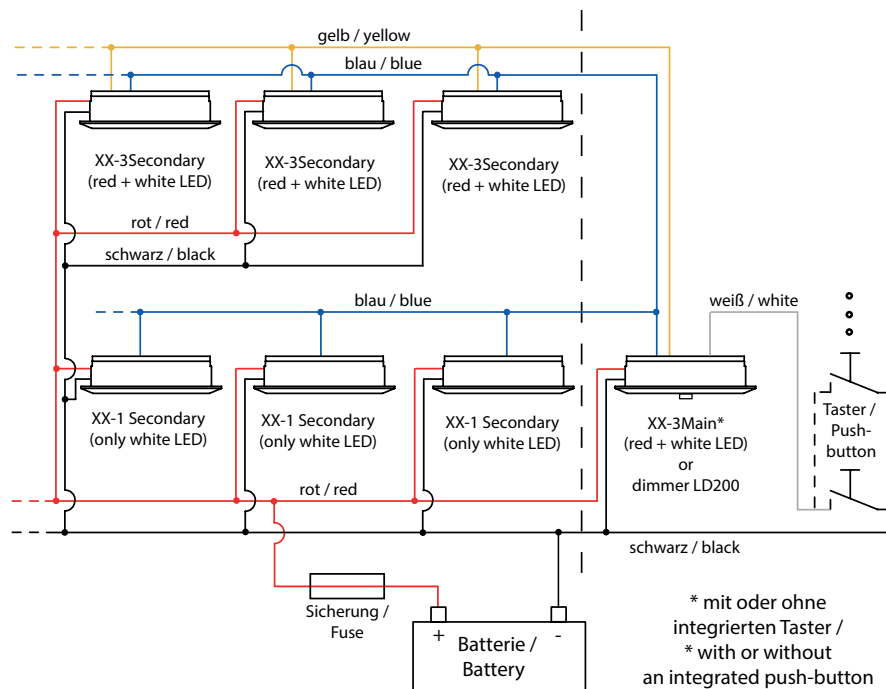 gelb / yellow
blau / blue
XX-3Secondary
(red + white LED)
XX-3Secondary
(red + white LED)
XX-3Secondary
(red + white LED)
rot / red
schwarz / black
blau / blue
weiß / white
XX-1 Secondary
(only white LED)
XX-1 Secondary
(only white LED)
XX-1 Secondary
(only white LED)
XX-3Main*
(red + white LED)
or
dimmer LD200
Taster /
Push-
button
rot / red
schwarz / black
Sicherung /
Fuse
+
-
Batterie /
Battery
* mit oder ohne
integrierten Taster /
* with or without
an integrated push-button